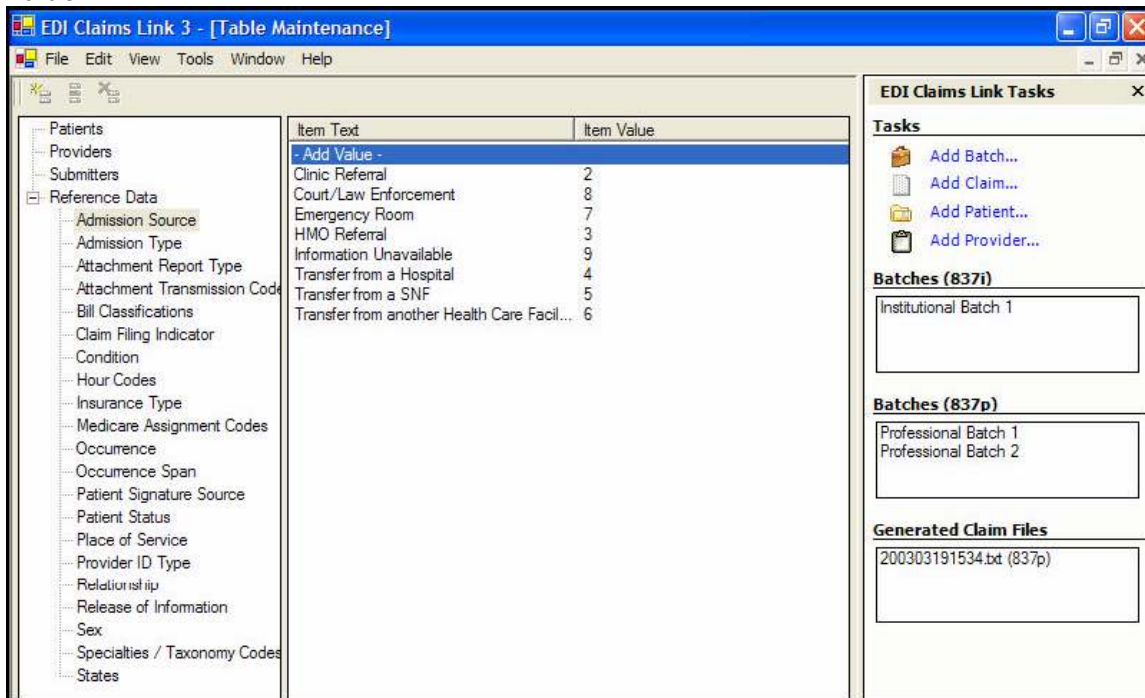 EDI Claims Link 3 - [Table Maintenance]
File Edit View Tools Window Help
Patients
Providers
Submitters
Reference Data
Admission Source
Admission Type
Attachment Report Type
Attachment Transmission Code
Bill Classifications
Claim Filing Indicator
Condition
Hour Codes
Insurance Type
Medicare Assignment Codes
Occurrence
Occurrence Span
Patient Signature Source
Patient Status
Place of Service
Provider ID Type
Relationship
Release of Information
Sex
Specialties / Taxonomy Codes
States
Item Text Item Value
- Add Value -
Clinic Referral 2
Court/Law Enforcement 8
Emergency Room 7
HMO Referral 3
Information Unavailable 9
Transfer from a Hospital 4
Transfer from a SNF 5
Transfer from another Health Care Facil... 6
EDI Claims Link Tasks
Tasks
Add Batch...
Add Claim...
Add Patient...
Add Provider...
Batches (837i)
Institutional Batch 1
Batches (837p)
Professional Batch 1
Professional Batch 2
Generated Claim Files
200303191534.txt (837p)